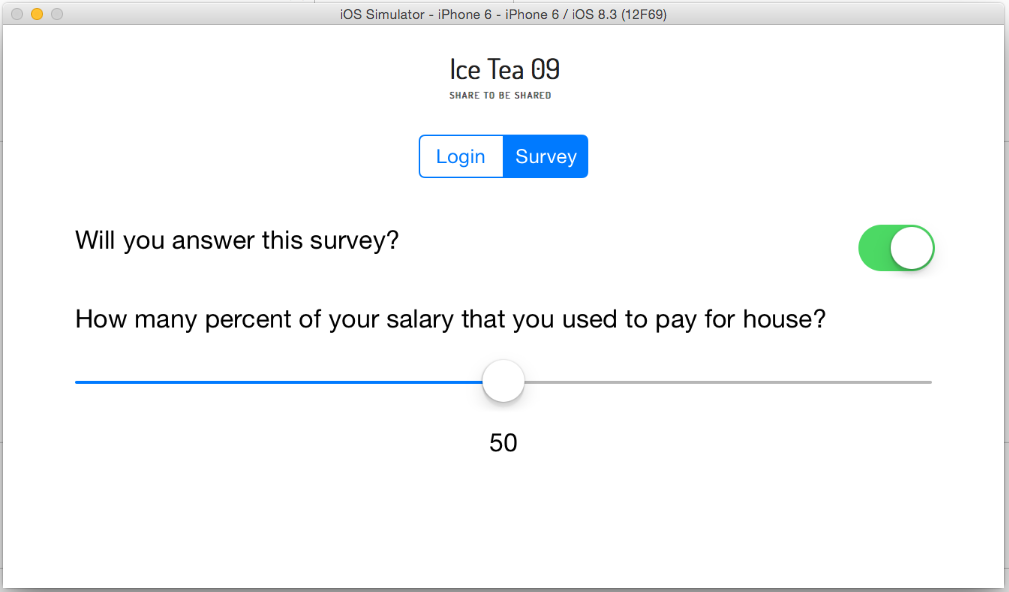 iOS Simulator - iPhone 6 - iPhone 6 / iOS 8.3 (12F69)
Ice Tea 09
SHARE TO BE SHARED
Login Survey
Will you answer this survey?
How many percent of your salary that you used to pay for house?
50